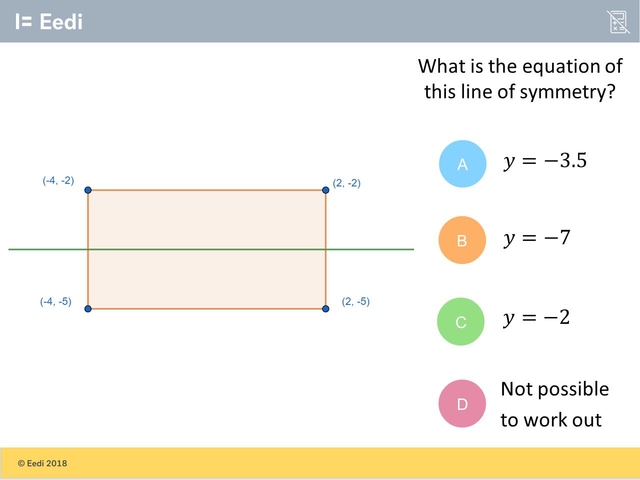 I= Eedi
What is the equation of
this line of symmetry?
(-4, -2)
(2, -2)
(-4, -5)
(2, -5)
A
y = −3.5
B
y = −7
C
y = −2
D
Not possible
to work out
© Eedi 2018